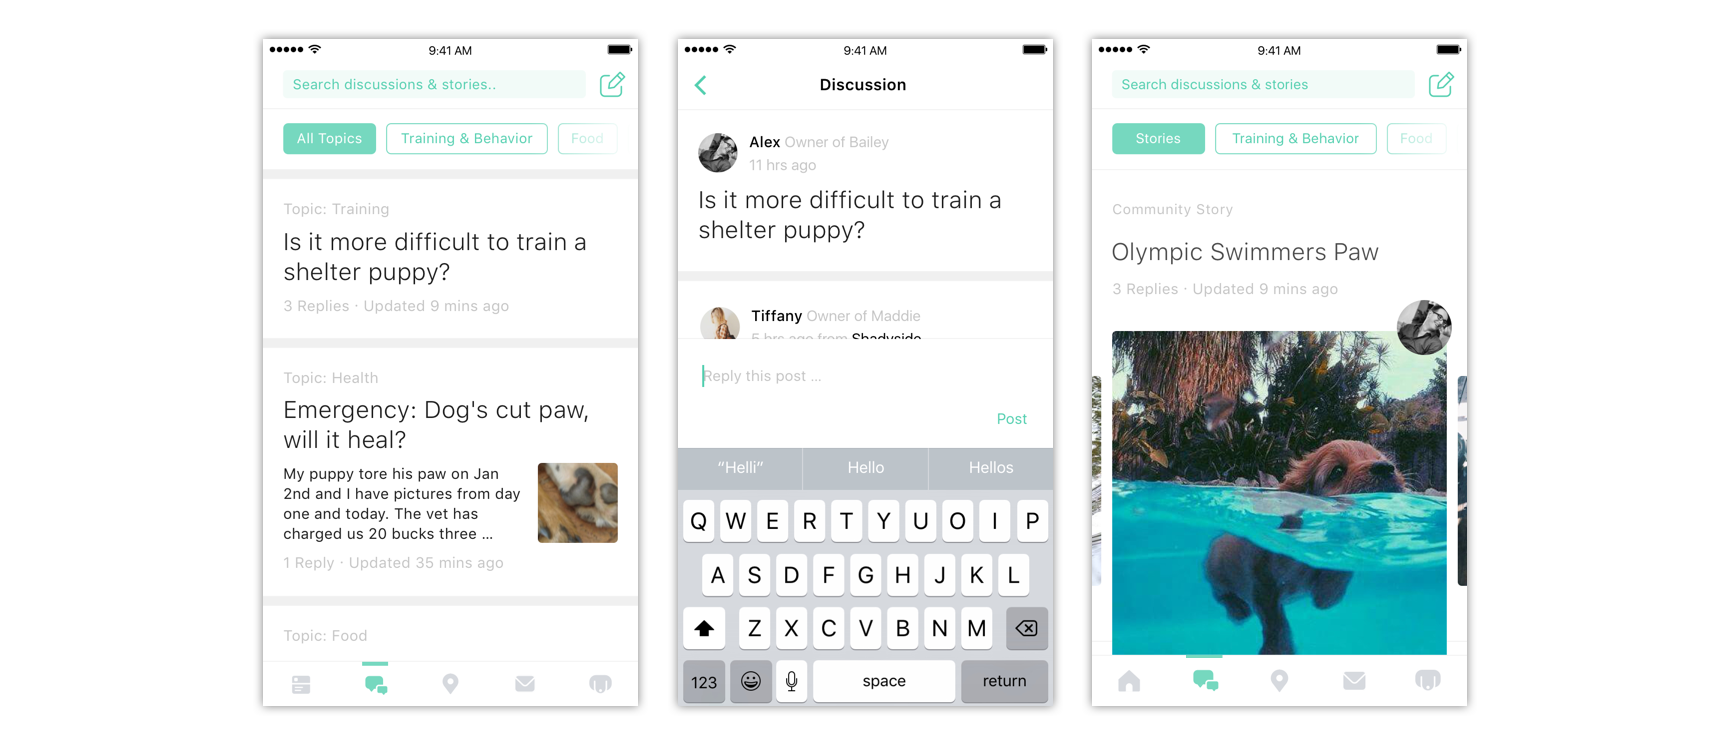 9:41 AM
Search discussions & stories..
All Topics
Training & Behavior
Food
Topic: Training
Is it more difficult to train a
shelter puppy?
3 Replies · Updated 9 mins ago
Topic: Health
Emergency: Dog's cut paw,
will it heal?
My puppy tore his paw on Jan
2nd and I have pictures from day
one and today. The vet has
charged us 20 bucks three ...
1 Reply · Updated 35 mins ago
Topic: Food
9:41 AM
Discussion
Alex Owner of Bailey
11 hrs ago
Is it more difficult to train a
shelter puppy?
Tiffany Owner of Maddie
5 hrs ago from Shadyside
Reply this post ...
Post
“Helli” Hello Hellos
Q W E R T Y U O I P
A S D F G H J K L
Z X C V B N M
123 space return
9:41 AM
Search discussions & stories
Stories
Training & Behavior
Food
Community Story
Olympic Swimmers Paw
3 Replies · Updated 9 mins ago